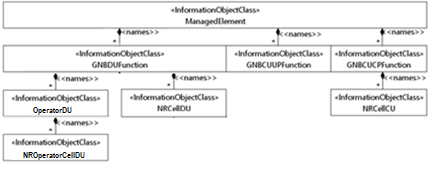 «InformationObjectClass»
ManagedElement
<<names>>
<<names>>
<<names>>
*
*
*
«InformationObjectClass»
GNBDUFunction
«InformationObjectClass»
GNBCUUPFunction
«InformationObjectClass»
GNBCUCPFunction
<<names>>
<<names>>
<<names>>
*
*
*
«InformationObjectClass»
OperatorDU
«InformationObjectClass»
NRCellDU
«InformationObjectClass»
NRCellCU
<<names>>
*
«InformationObjectClass»
NROperatorCellDU